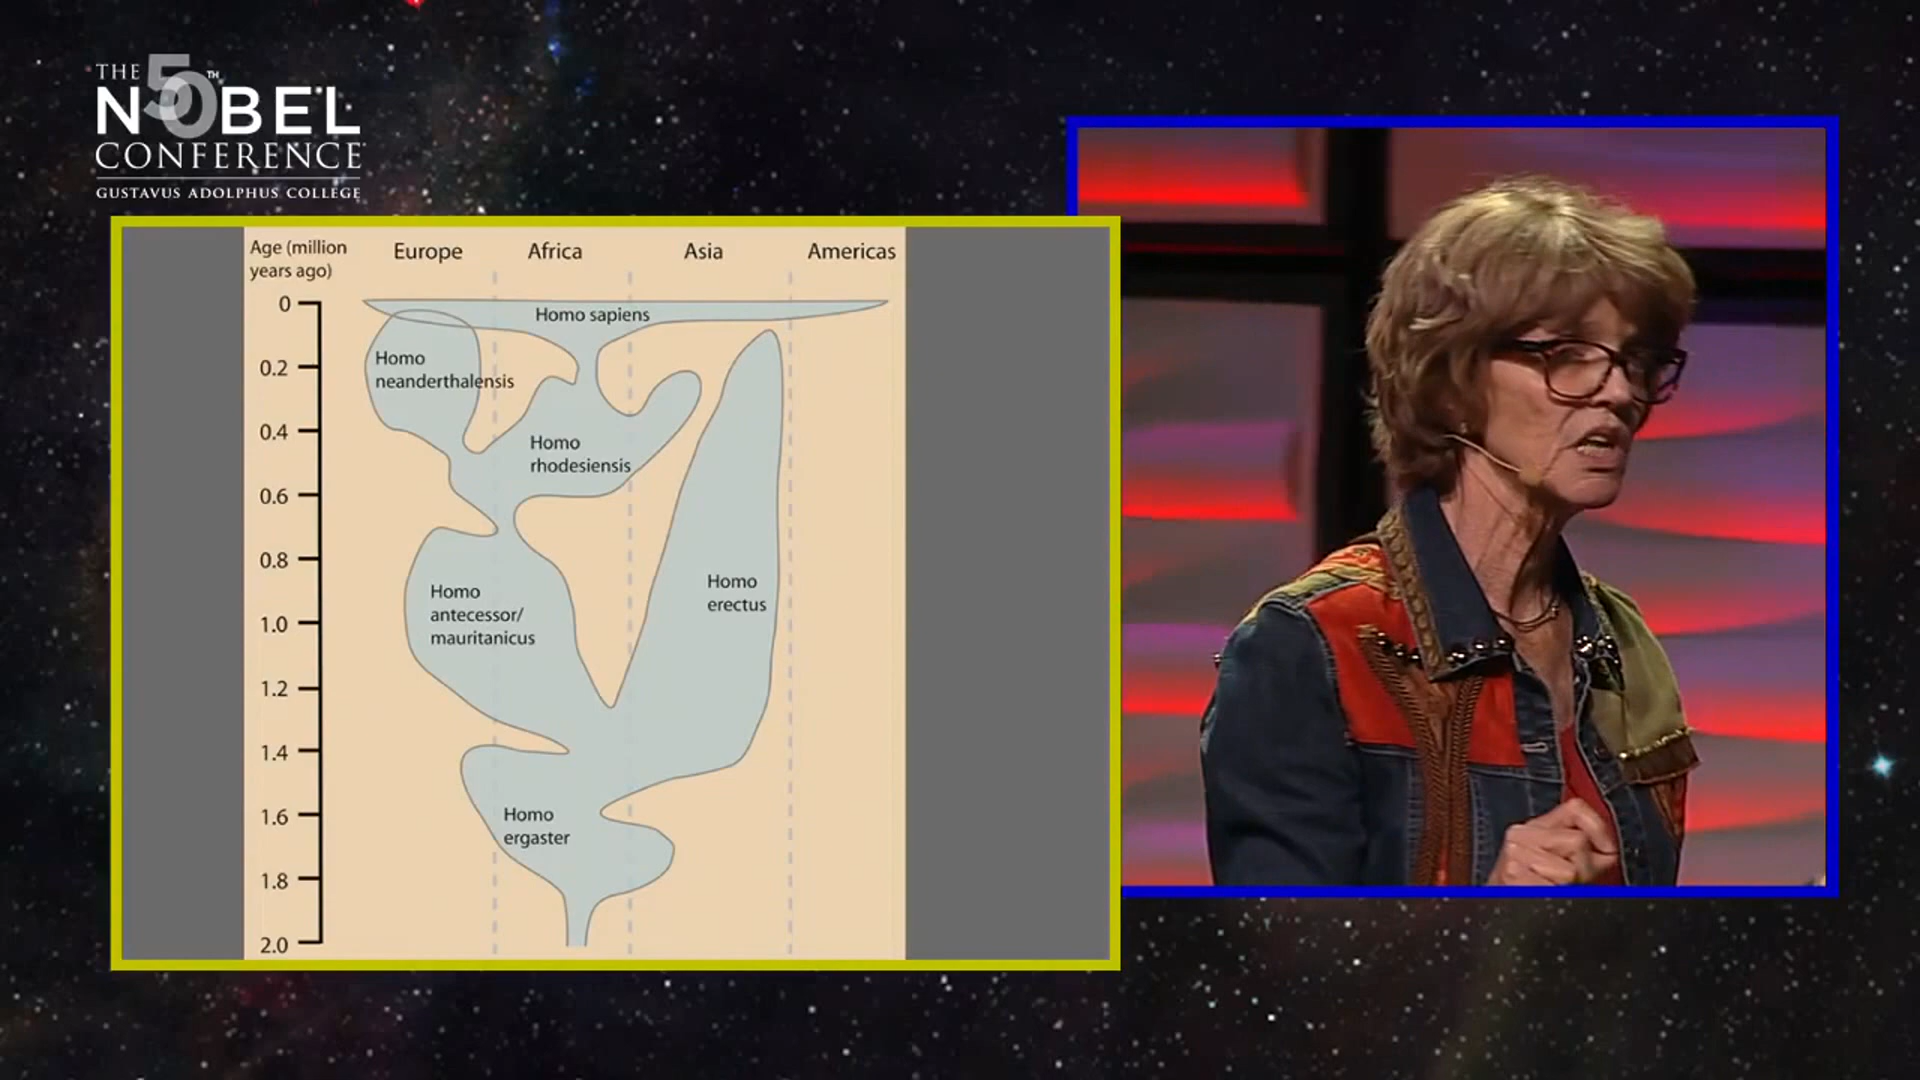 THE 50TH
NOBEL
CONFERENCE
GUSTAVUS ADOLPHUS COLLEGE
Age (million
years ago)
Europe
Africa
Asia
Americas
0
0.2
0.4
0.6
0.8
1.0
1.2
1.4
1.6
1.8
2.0
Homo sapiens
Homo
neanderthalensis
Homo
rhodesiensis
Homo
antecessor/
mauritanicus
Homo
erectus
Homo
ergaster